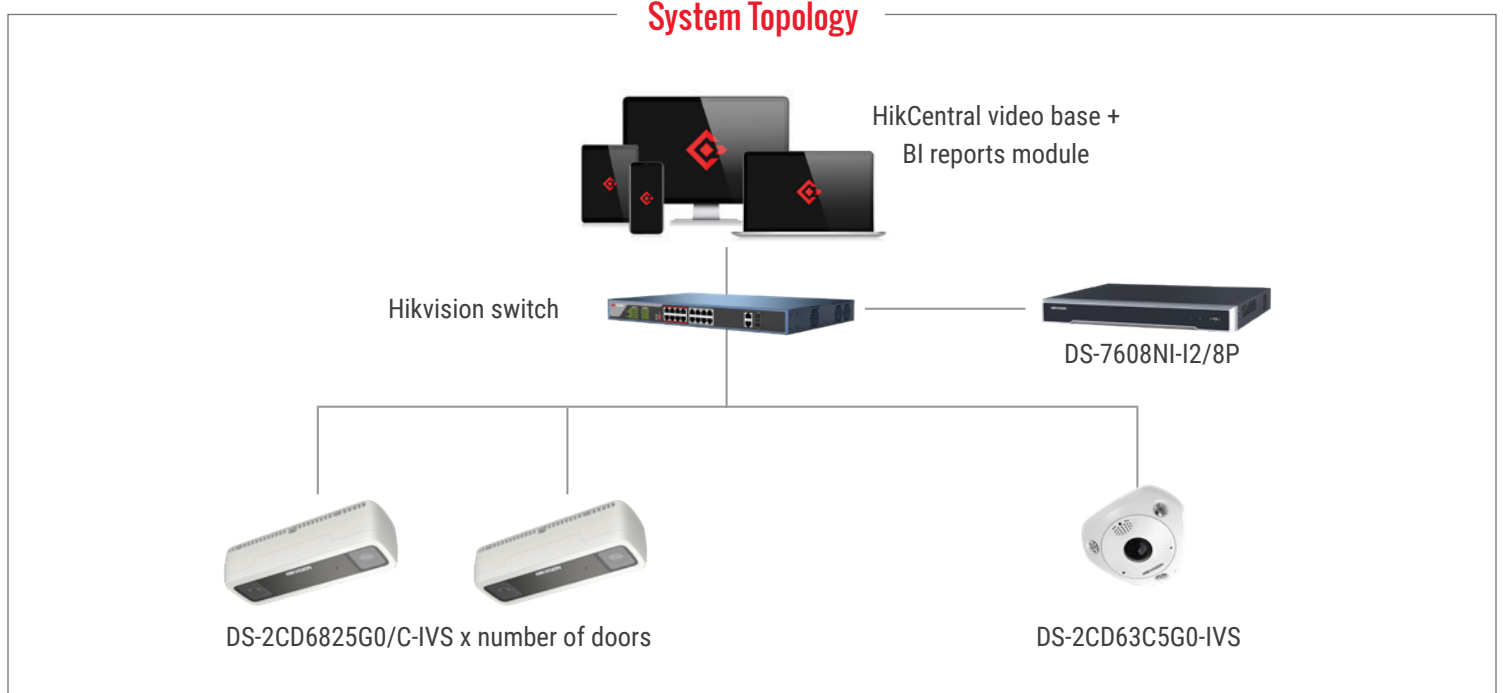 System Topology
HikCentral video base +
BI reports module
Hikvision switch
DS-7608NI-I2/8P
DS-2CD6825G0/C-IVS x number of doors
DS-2CD63C5G0-IVS